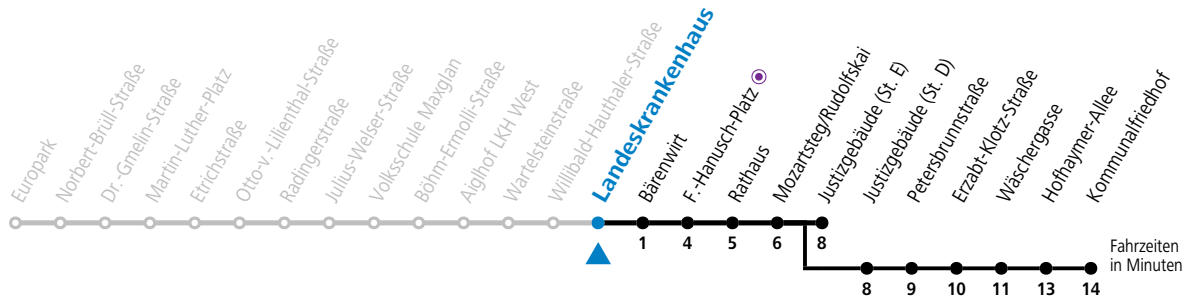 Europark
Norbert-Brüll-Straße
Dr.-Gmelin-Straße
Martin-Luther-Platz
Etrichstraße
Otto-v.-Lilienthal-Straße
Radingerstraße
Julius-Welser-Straße
Volksschule Maxglan
Böhm-Ermolli-Straße
Aiglhof LKH West
Wartelsteinstraße
Willibald-Hauthaler-Straße
Landeskrankenhaus
Bärenwirt
F.-Hanusch-Platz
Rathaus
Mozartsteg/Rudolfskai
Justizgebäude (St. E)
Justizgebäude (St. D)
Petersbrunnstraße
Erzabt-Klotz-Straße
Wäschergasse
Hofhaymer-Allee
Kommunalfriedhof
1 4 5 6 8
Fahrzeiten
in Minuten
8 9 10 11 13 14